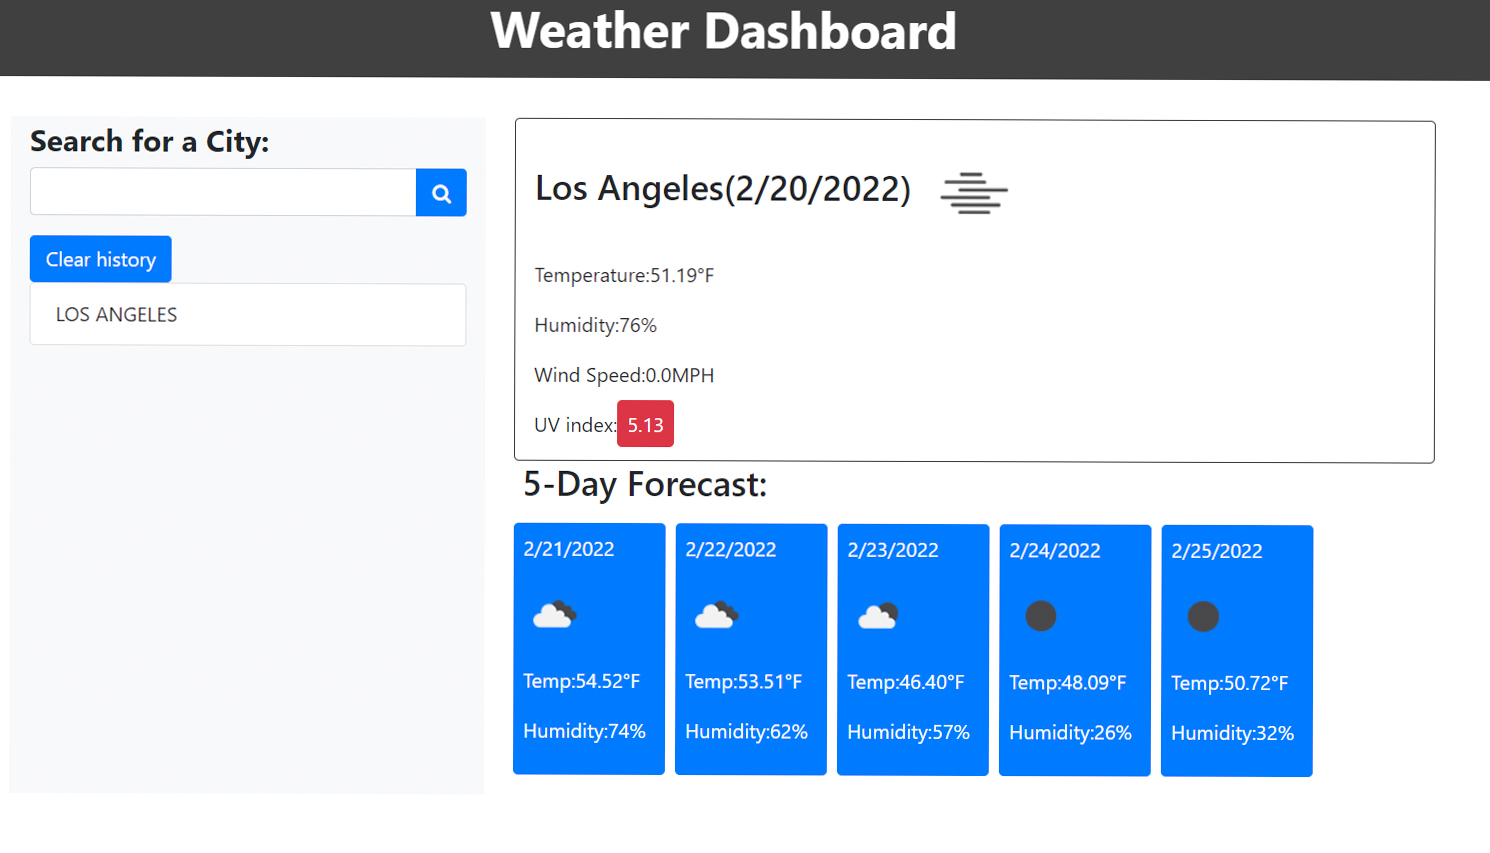 Weather Dashboard
Search for a City:
Clear history
LOS ANGELES
Los Angeles(2/20/2022)
Temperature:51.19°F
Humidity:76%
Wind Speed:0.0MPH
UV index:5.13
5-Day Forecast:
2/21/2022
Temp:54.52°F
Humidity:74%
2/22/2022
Temp:53.51°F
Humidity:62%
2/23/2022
Temp:46.40°F
Humidity:57%
2/24/2022
Temp:48.09°F
Humidity:26%
2/25/2022
Temp:50.72°F
Humidity:32%